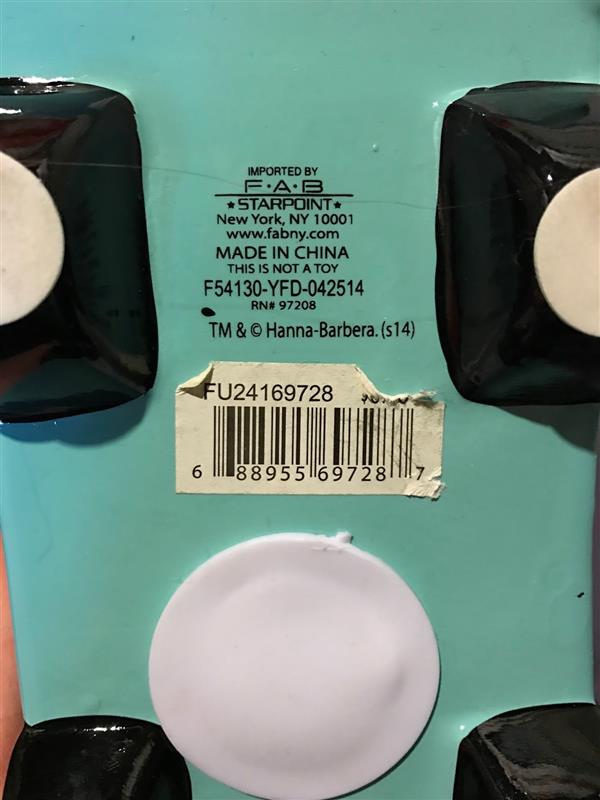 IMPORTED BY
F•A•B
★STARPOINT★
New York, NY 10001
www.fabny.com
MADE IN CHINA
THIS IS NOT A TOY
F54130-YFD-042514
RN# 97208
TM & © Hanna-Barbera. (s14)
FU24169728
6 88955 69728 7